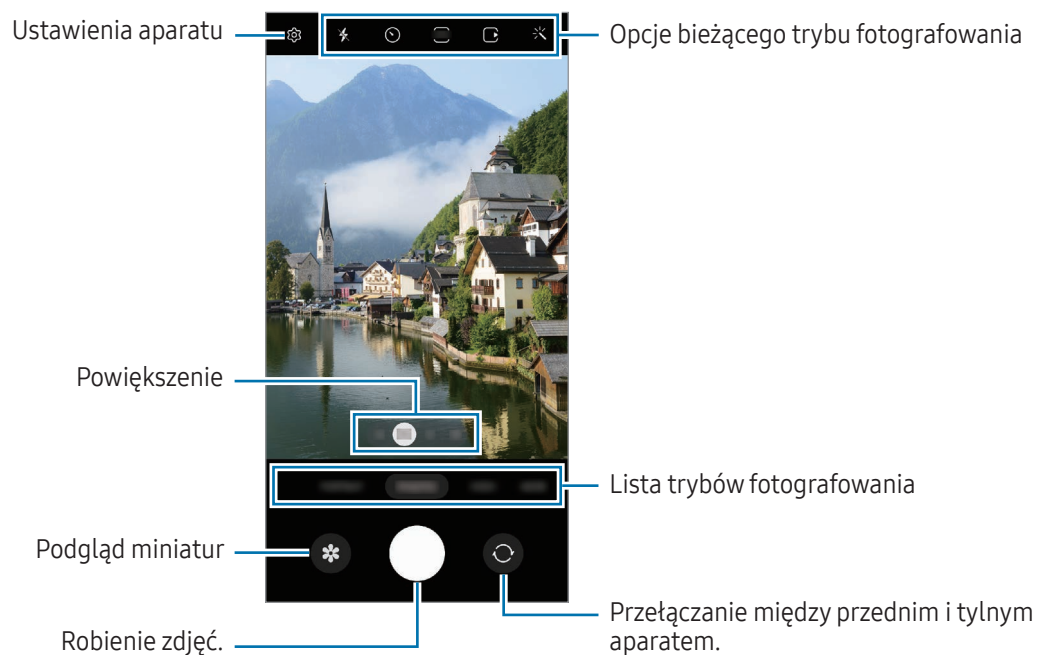 Ustawienia aparatu
Opcje bieżącego trybu fotografowania
Powiększenie
Lista trybów fotografowania
Podgląd miniatur
Przełączanie między przednim i tylnym
aparatem.
Robienie zdjęć.